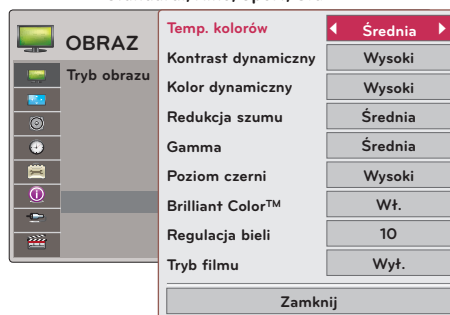 OBRAZ
Tryb obrazu
Temp. kolorów Średnia
Kontrast dynamiczny Wysoki
Kolor dynamiczny Wysoki
Redukcja szumu Średnia
Gamma Średnia
Poziom czerni Wysoki
Brilliant Color™ Wł.
Regulacja bieli 10
Tryb filmu Wył.
Zamknij